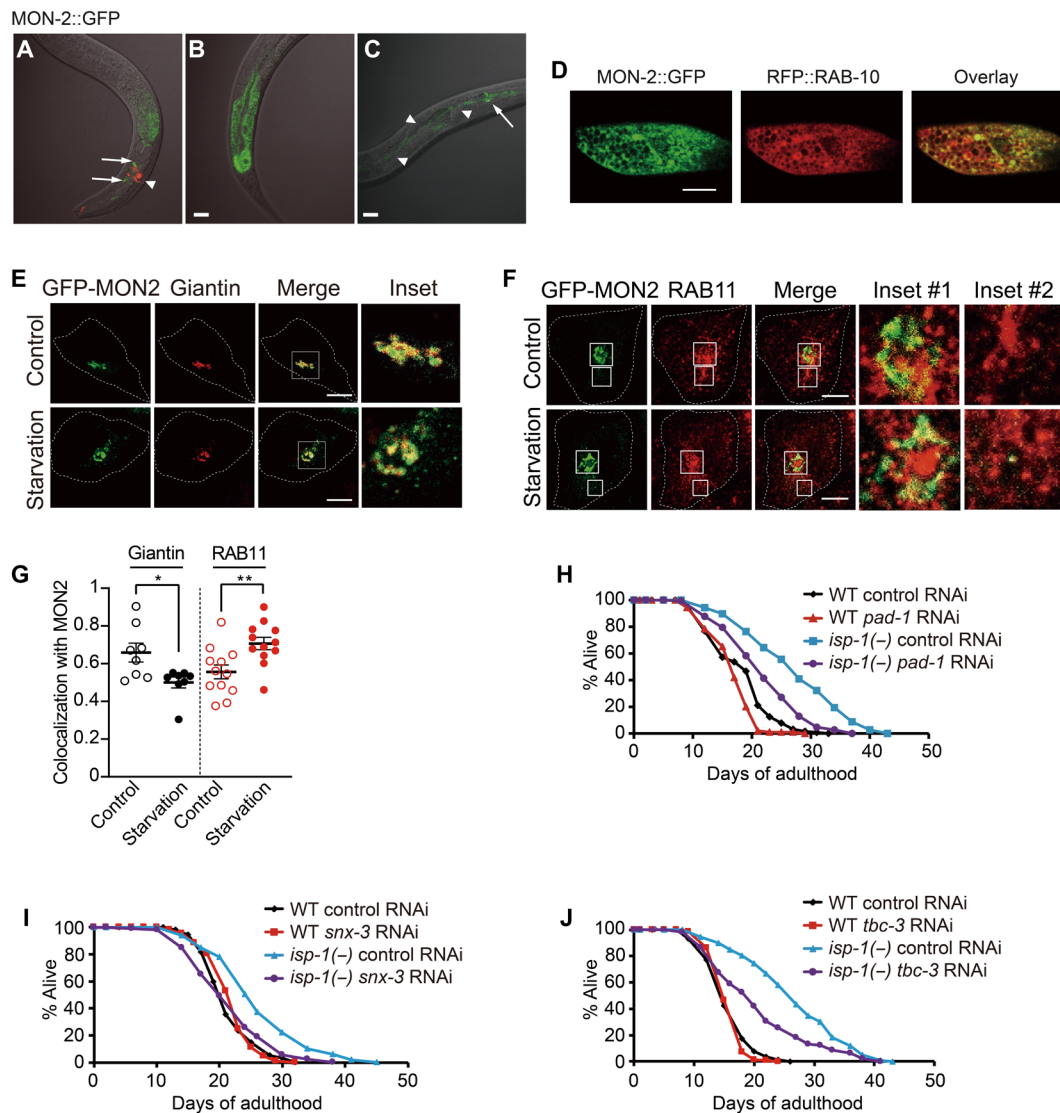 MON-2::GFP
A
B
C
D
MON-2::GFP
RFP::RAB-10
Overlay
E
GFP-MON2
Giantin
Merge
Inset
Control
Starvation
F
GFP-MON2
RAB11
Merge
Inset #1
Inset #2
Control
Starvation
G
Giantin
RAB11
*
**
Colocalization with MON2
1
0.8
0.6
0.4
0.2
0
Control
Starvation
Control
Starvation
H
WT control RNAi
WT pad-1 RNAi
isp-1(–) control RNAi
isp-1(–) pad-1 RNAi
% Alive
100
80
60
40
20
0
0 10 20 30 40 50
Days of adulthood
I
WT control RNAi
WT snx-3 RNAi
isp-1(–) control RNAi
isp-1(–) snx-3 RNAi
% Alive
100
80
60
40
20
0
0 10 20 30 40 50
Days of adulthood
J
WT control RNAi
WT tbc-3 RNAi
isp-1(–) control RNAi
isp-1(–) tbc-3 RNAi
% Alive
100
80
60
40
20
0
0 10 20 30 40 50
Days of adulthood